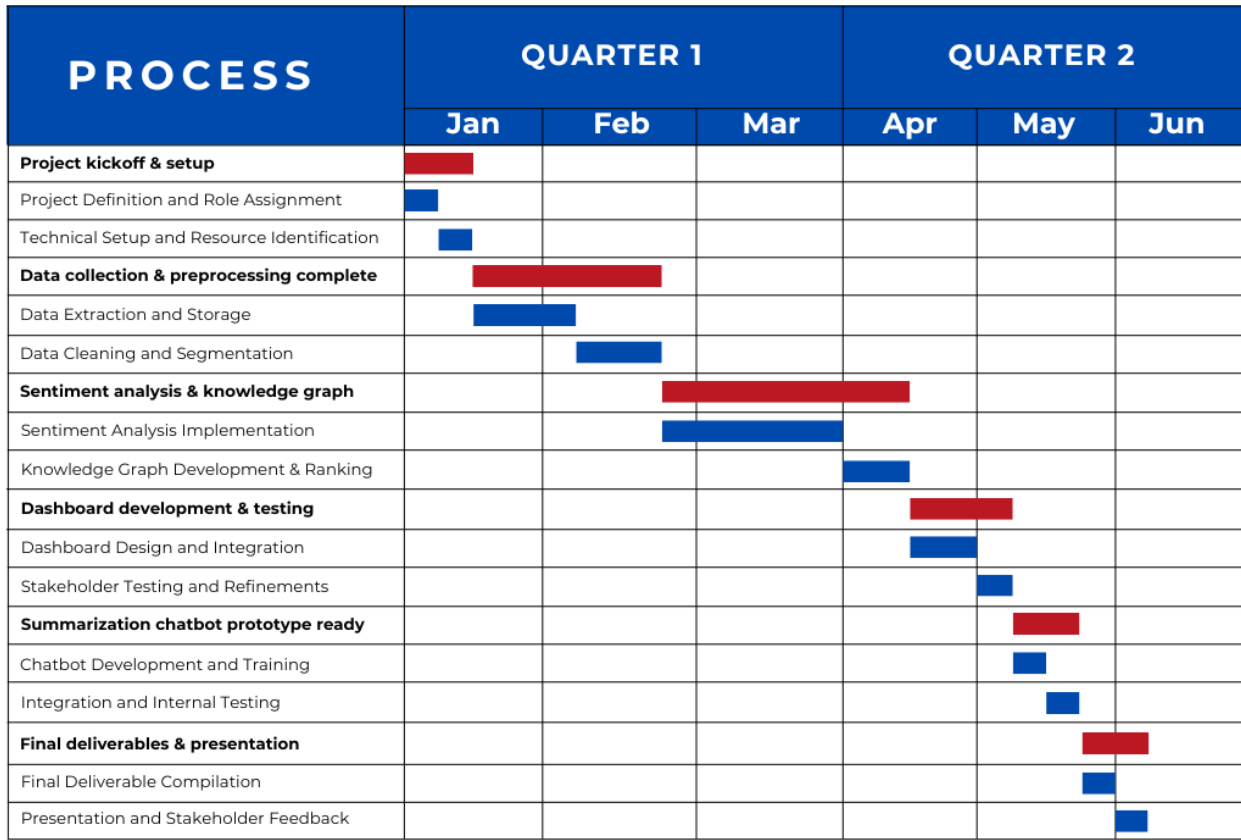 PROCESS
QUARTER 1
QUARTER 2
Jan
Feb
Mar
Apr
May
Jun
Project kickoff & setup
Project Definition and Role Assignment
Technical Setup and Resource Identification
Data collection & preprocessing complete
Data Extraction and Storage
Data Cleaning and Segmentation
Sentiment analysis & knowledge graph
Sentiment Analysis Implementation
Knowledge Graph Development & Ranking
Dashboard development & testing
Dashboard Design and Integration
Stakeholder Testing and Refinements
Summarization chatbot prototype ready
Chatbot Development and Training
Integration and Internal Testing
Final deliverables & presentation
Final Deliverable Compilation
Presentation and Stakeholder Feedback